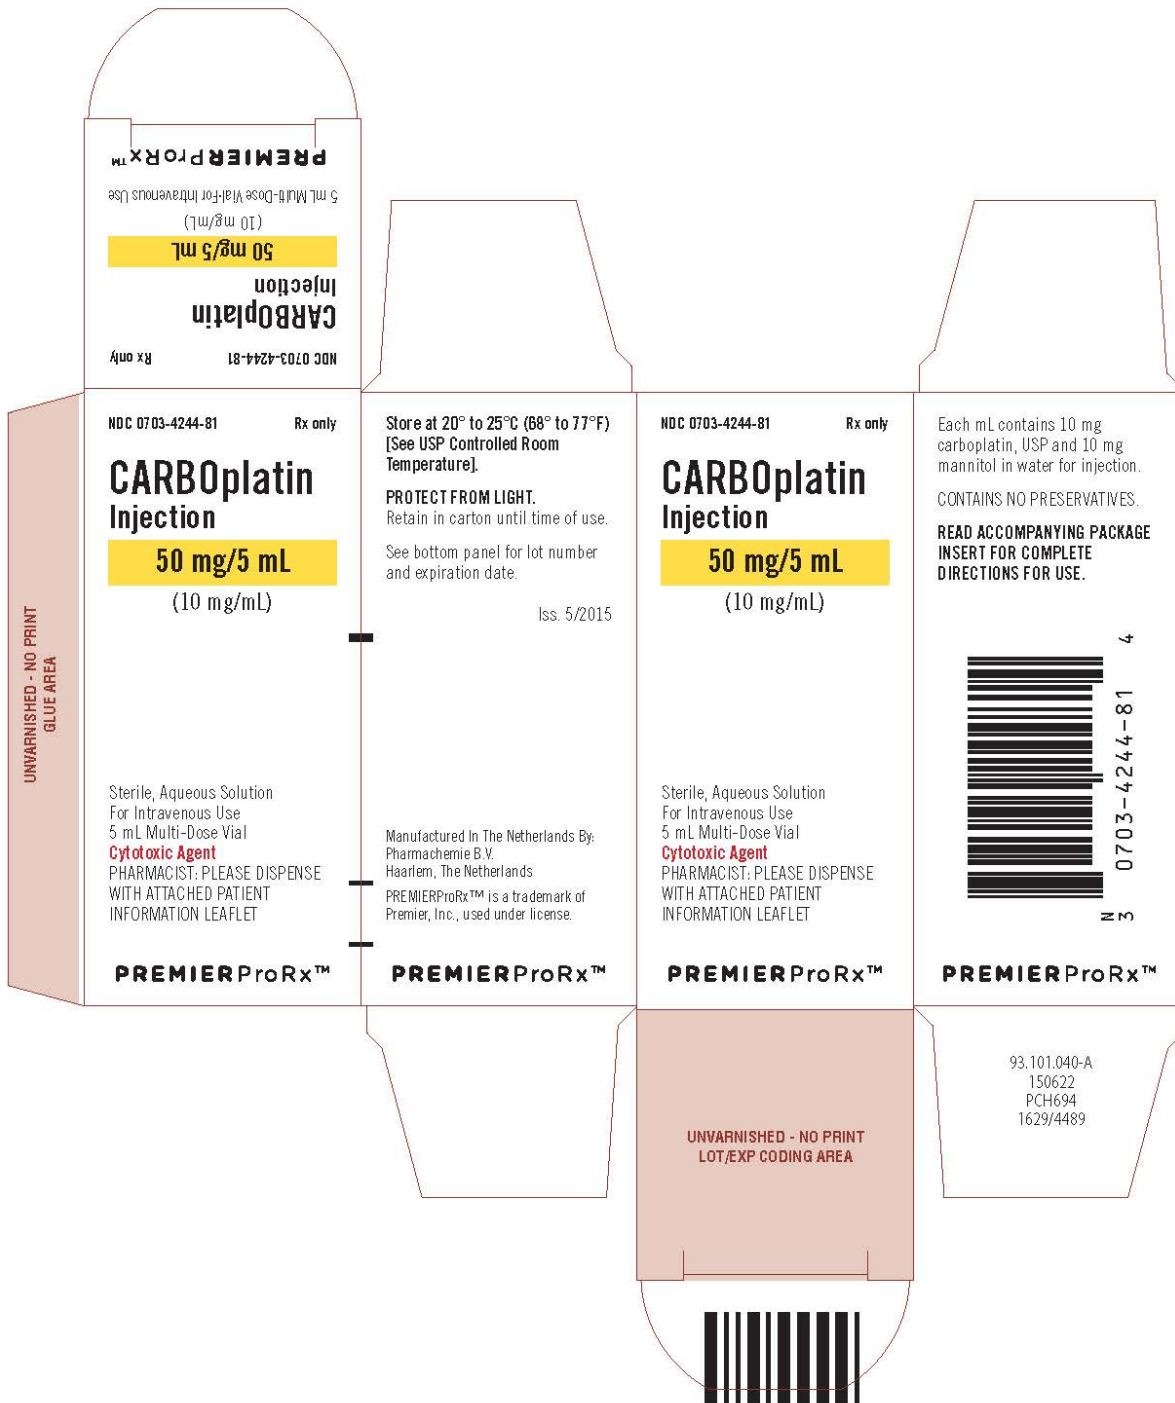 PREMIERProRx™
5 mL Multi-Dose Vial•For Intravenous Use
(10 mg/mL)
50 mg/5 mL
Injection
CARBOplatin
NDC 0703-4244-81 Rx only
UNVARNISHED - NO PRINT
GLUE AREA
NDC 0703-4244-81 Rx only
CARBOplatin
Injection
50 mg/5 mL
(10 mg/mL)
Sterile, Aqueous Solution
For Intravenous Use
5 mL Multi-Dose Vial
Cytotoxic Agent
PHARMACIST: PLEASE DISPENSE
WITH ATTACHED PATIENT
INFORMATION LEAFLET
PREMIERProRx™
Store at 20° to 25°C (68° to 77°F)
[See USP Controlled Room
Temperature].
PROTECT FROM LIGHT.
Retain in carton until time of use.
See bottom panel for lot number
and expiration date.
Iss. 5/2015
Manufactured In The Netherlands By:
Pharmachemie B.V.
Haarlem, The Netherlands
PREMIERProRx™ is a trademark of
Premier, Inc., used under license.
PREMIERProRx™
NDC 0703-4244-81 Rx only
CARBOplatin
Injection
50 mg/5 mL
(10 mg/mL)
Sterile, Aqueous Solution
For Intravenous Use
5 mL Multi-Dose Vial
Cytotoxic Agent
PHARMACIST: PLEASE DISPENSE
WITH ATTACHED PATIENT
INFORMATION LEAFLET
PREMIERProRx™
Each mL contains 10 mg
carboplatin, USP and 10 mg
mannitol in water for injection.
CONTAINS NO PRESERVATIVES.
READ ACCOMPANYING PACKAGE
INSERT FOR COMPLETE
DIRECTIONS FOR USE.
N
3 0703-4244-81 4
PREMIERProRx™
93.101.040-A
150622
PCH694
1629/4489
UNVARNISHED - NO PRINT
LOT/EXP CODING AREA